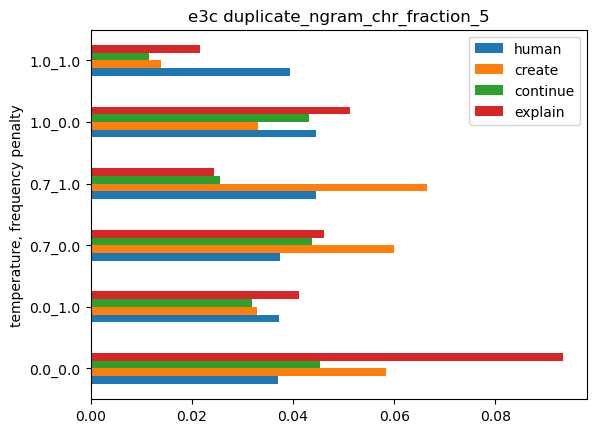 e3c duplicate_ngram_chr_fraction_5
human
create
continue
explain
temperature, frequency penalty
1.0_1.0
1.0_0.0
0.7_1.0
0.7_0.0
0.0_1.0
0.0_0.0
0.00 0.02 0.04 0.06 0.08